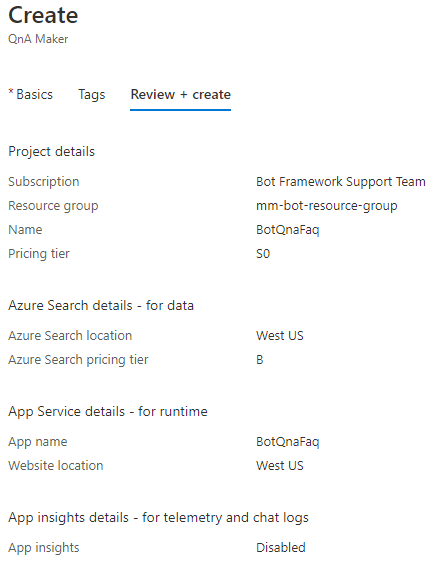 Create
QnA Maker
* Basics Tags Review + create
Project details
Subscription Bot Framework Support Team
Resource group mm-bot-resource-group
Name BotQnaFaq
Pricing tier S0
Azure Search details - for data
Azure Search location West US
Azure Search pricing tier B
App Service details - for runtime
App name BotQnaFaq
Website location West US
App insights details - for telemetry and chat logs
App insights Disabled